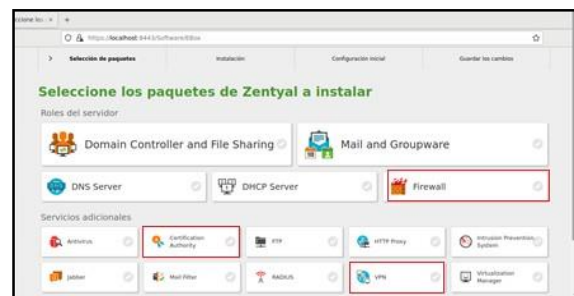 https://localhost:8443/Software/EBox
Selección de paquetes
Instalación
Configuración inicial
Guardar los cambios
Seleccione los paquetes de Zentyal a instalar
Roles del servidor
Domain Controller and File Sharing
Mail and Groupware
DNS Server
DHCP Server
Firewall
Servicios adicionales
Antivirus
Certification
Authority
FTP
HTTP Proxy
Intrusion Prevention
System
Jabber
Mail Filter
RADIUS
VPN
Virtualization
Manager